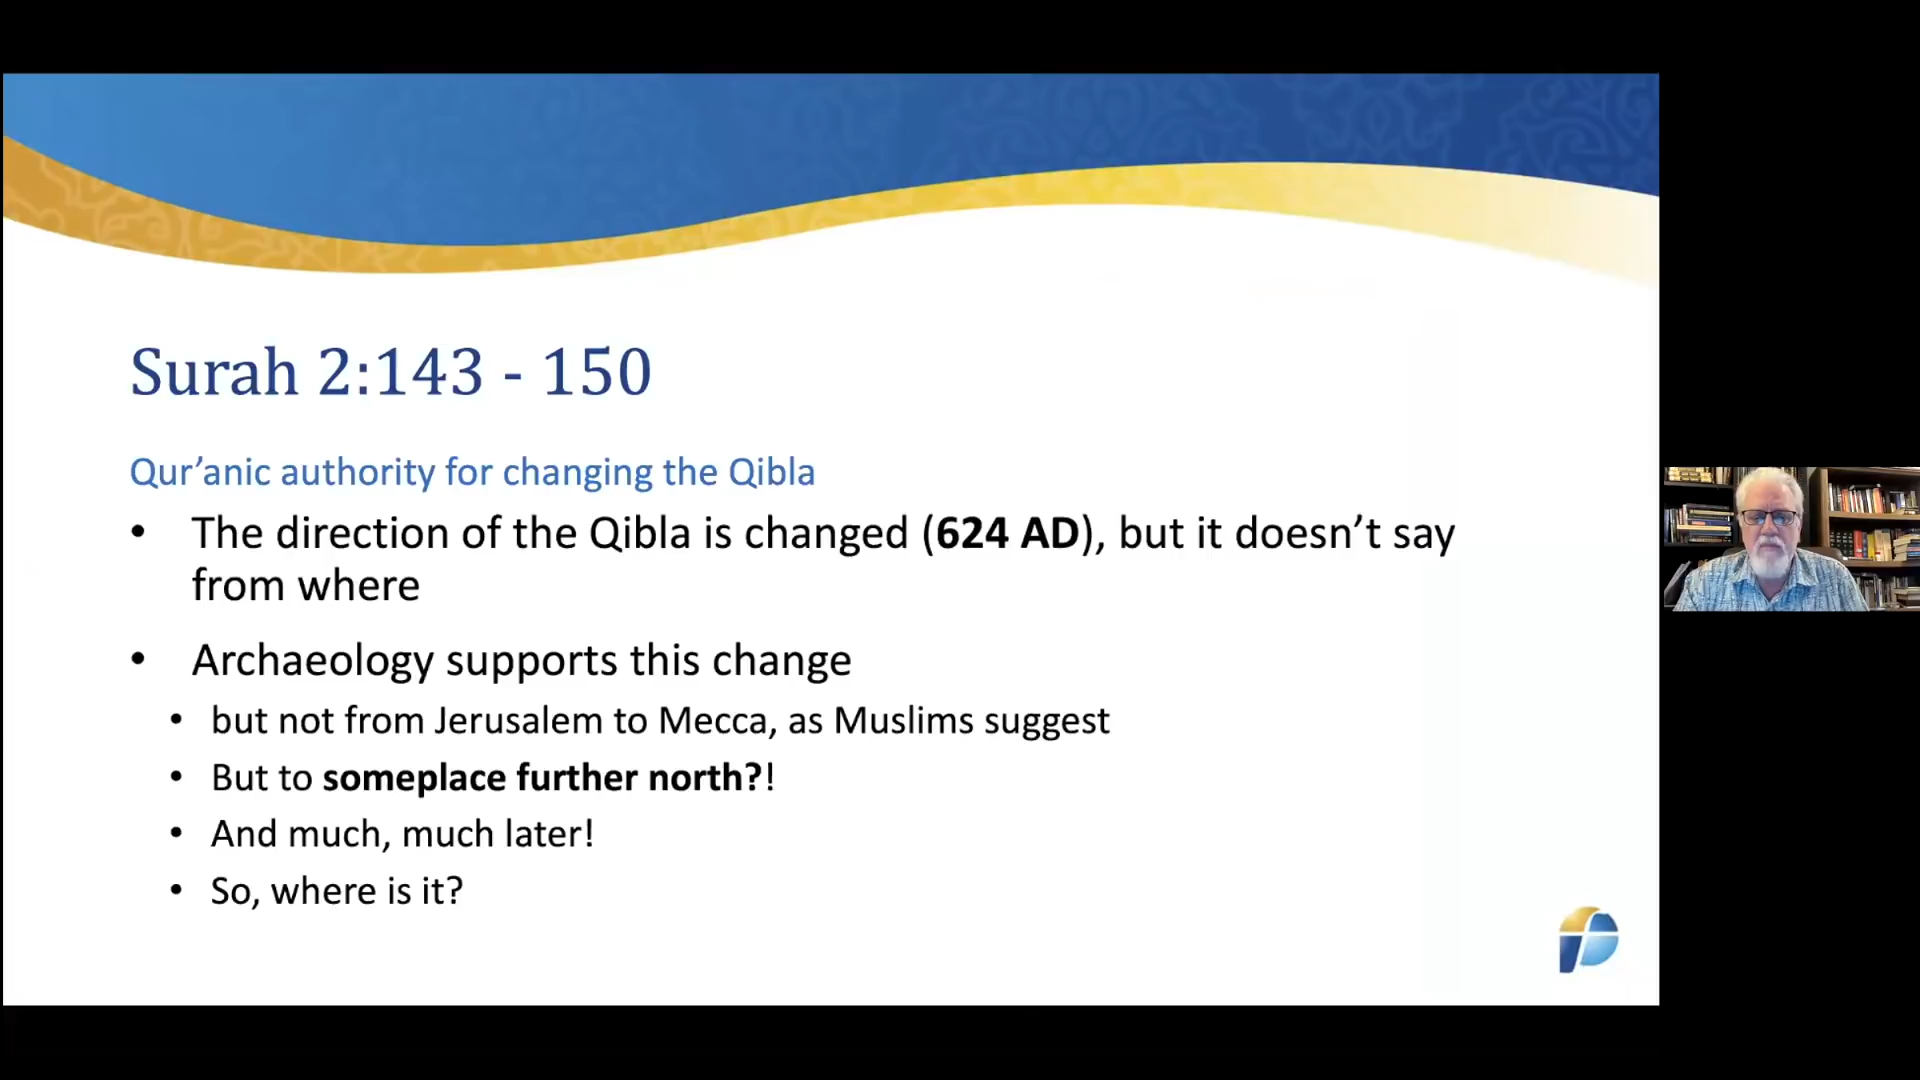 Surah 2:143 - 150
Qur’anic authority for changing the Qibla
• The direction of the Qibla is changed (624 AD), but it doesn’t say
from where
• Archaeology supports this change
• but not from Jerusalem to Mecca, as Muslims suggest
• But to someplace further north?!
• And much, much later!
• So, where is it?